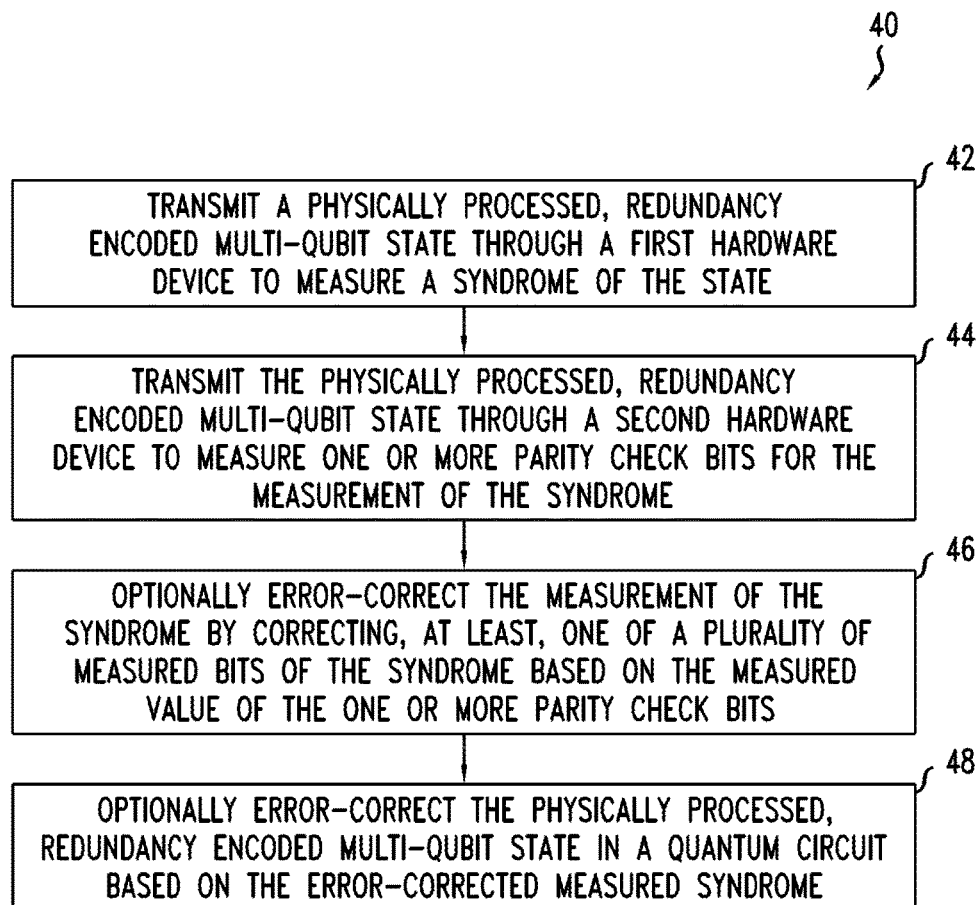 40
42
TRANSMIT A PHYSICALLY PROCESSED, REDUNDANCY
ENCODED MULTI-QUBIT STATE THROUGH A FIRST HARDWARE
DEVICE TO MEASURE A SYNDROME OF THE STATE
44
TRANSMIT THE PHYSICALLY PROCESSED, REDUNDANCY
ENCODED MULTI-QUBIT STATE THROUGH A SECOND HARDWARE
DEVICE TO MEASURE ONE OR MORE PARITY CHECK BITS FOR THE
MEASUREMENT OF THE SYNDROME
46
OPTIONALLY ERROR-CORRECT THE MEASUREMENT OF THE
SYNDROME BY CORRECTING, AT LEAST, ONE OF A PLURALITY OF
MEASURED BITS OF THE SYNDROME BASED ON THE MEASURED
VALUE OF THE ONE OR MORE PARITY CHECK BITS
48
OPTIONALLY ERROR-CORRECT THE PHYSICALLY PROCESSED,
REDUNDANCY ENCODED MULTI-QUBIT STATE IN A QUANTUM CIRCUIT
BASED ON THE ERROR-CORRECTED MEASURED SYNDROME